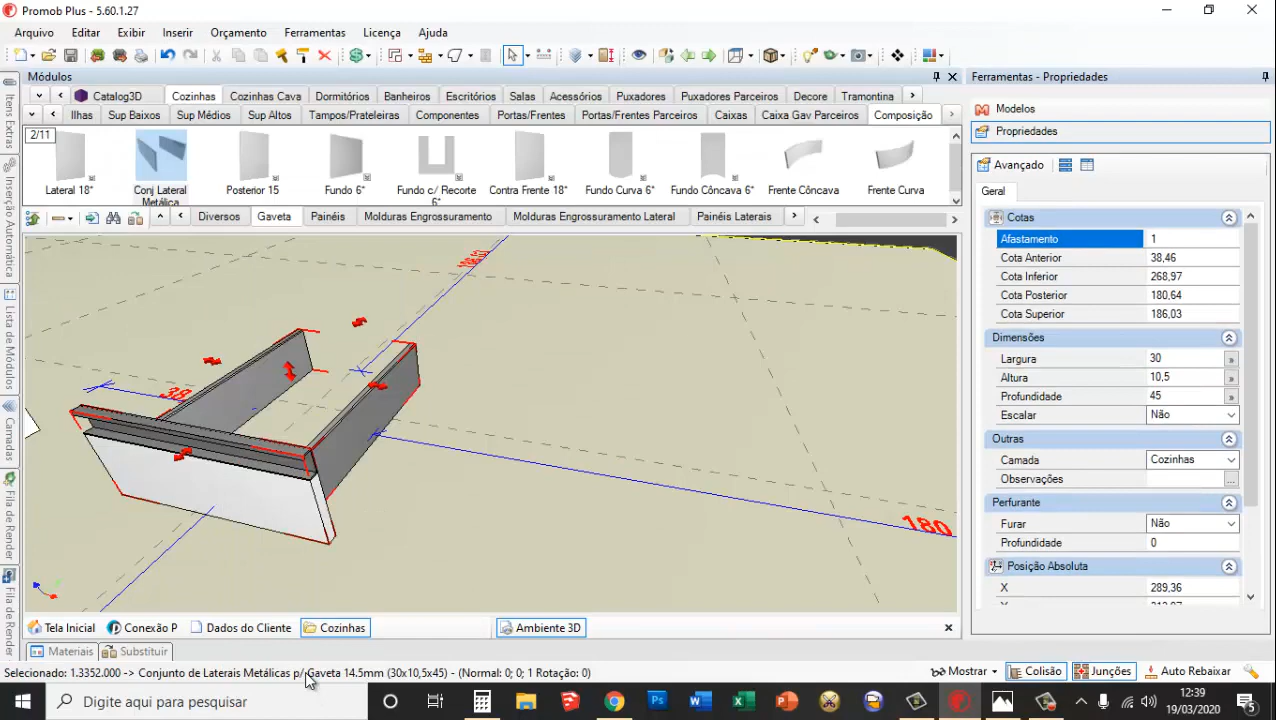 Promob Plus - 5.60.1.27
Arquivo Editar Exibir Inserir Orçamento Ferramentas Licença Ajuda
Módulos
Catalog3D Cozinhas Cozinhas Cava Dormitórios Banheiros Escritórios Salas Acessórios Puxadores Puxadores Parceiros Decore Tramontina
Ilhas Sup Baixos Sup Médios Sup Altos Tampos/Prateleiras Componentes Portas/Frentes Portas/Frentes Parceiros Caixas Caixa Gav Parceiros Composição
2/11
Lateral 18" Conj Lateral Metálica Posterior 15 Fundo 6" Fundo c/ Recorte 6" Contra Frente 18" Fundo Curva 6" Fundo Côncava 6" Frente Côncava Frente Curva
Diversos Gaveta Painéis Molduras Engrossuramento Molduras Engrossuramento Lateral Painéis Laterais
38
180
Itens Extras
Inserção Automática
Lista de Módulos
Camadas
Fila de Render
Fila de Render
Ferramentas - Propriedades
Modelos
Propriedades
Avançado
Geral
Cotas
Afastamento 1
Cota Anterior 38,46
Cota Inferior 268,97
Cota Posterior 180,64
Cota Superior 186,03
Dimensões
Largura 30
Altura 10,5
Profundidade 45
Escalar Não
Outras
Camada Cozinhas
Observações
Perfurante
Furar Não
Profundidade 0
Posição Absoluta
X 289,36
Tela Inicial Conexão P Dados do Cliente Cozinhas Ambiente 3D
Materiais Substituir
Selecionado: 1.3352.000 -> Conjunto de Laterais Metálicas p/ Gaveta 14.5mm (30x10,5x45) - (Normal: 0; 0; 1 Rotação: 0)
Mostrar Colisão Junções Auto Rebaixar
Digite aqui para pesquisar
12:39
19/03/2020
5